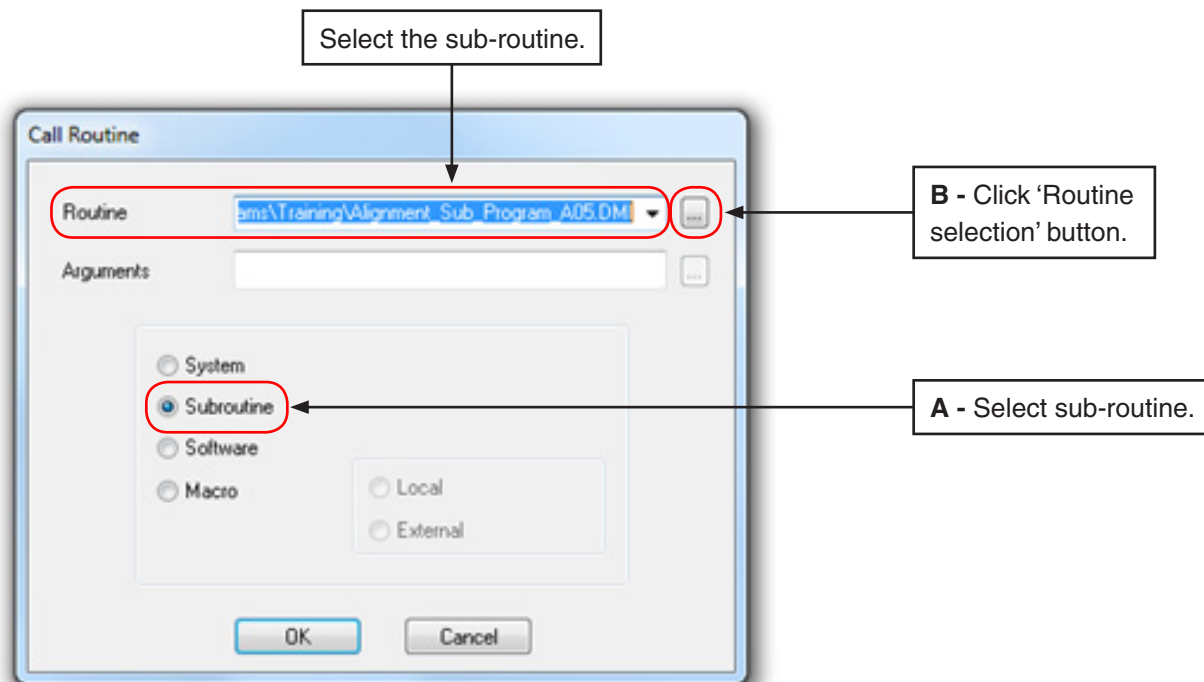 Select the sub-routine.
Call Routine
Routine
ams\Training\Alignment_Sub_Program_A05.DMI
...
B - Click ‘Routine
selection’ button.
Arguments
...
System
Subroutine
A - Select sub-routine.
Software
Macro
Local
External
OK
Cancel